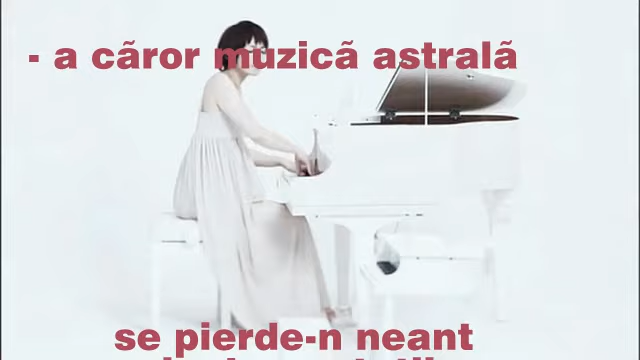 - a cãror muzicã astralã
se pierde-n neant